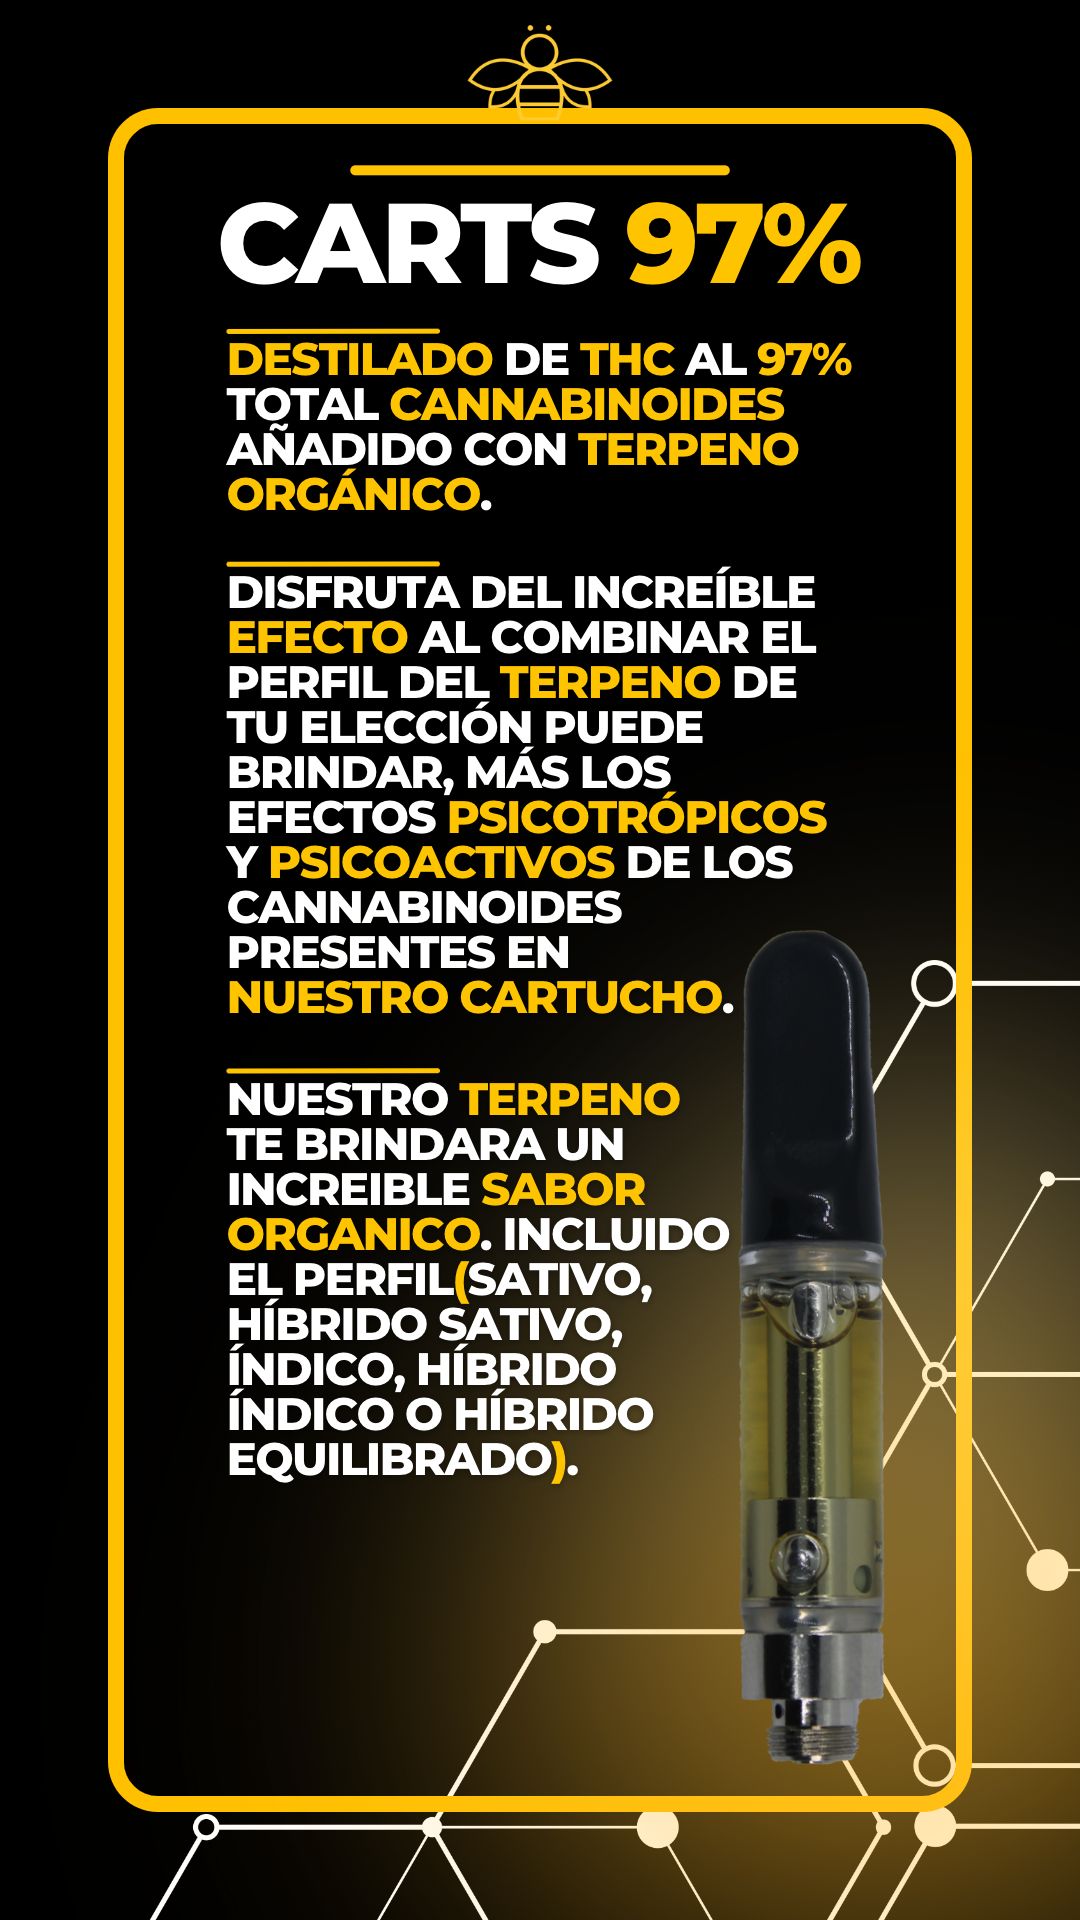 CARTS 97%
DESTILADO DE THC AL 97%
TOTAL CANNABINOIDES
AÑADIDO CON TERPENO
ORGÁNICO.
DISFRUTA DEL INCREÍBLE
EFECTO AL COMBINAR EL
PERFIL DEL TERPENO DE
TU ELECCIÓN PUEDE
BRINDAR, MÁS LOS
EFECTOS PSICOTRÓPICOS
Y PSICOACTIVOS DE LOS
CANNABINOIDES
PRESENTES EN
NUESTRO CARTUCHO.
NUESTRO TERPENO
TE BRINDARA UN
INCREIBLE SABOR
ORGANICO. INCLUIDO
EL PERFIL(SATIVO,
HÍBRIDO SATIVO,
ÍNDICO, HÍBRIDO
ÍNDICO O HÍBRIDO
EQUILIBRADO).